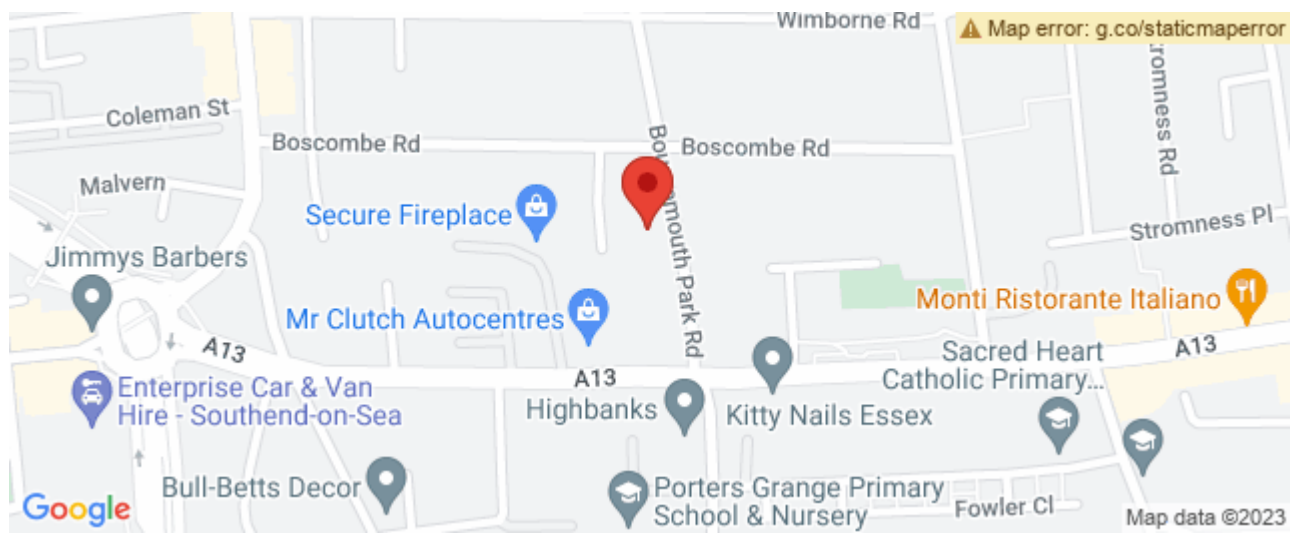 Wimborne Rd
Map error: g.co/staticmaperror
Coleman St
Boscombe Rd
Boscombe Rd
Malvern
Secure Fireplace
Stromness Pl
Jimmys Barbers
Monti Ristorante Italiano
Mr Clutch Autocentres
A13
A13
A13
Sacred Heart
Catholic Primary...
Enterprise Car & Van
Hire - Southend-on-Sea
Highbanks
Kitty Nails Essex
Bull-Betts Decor
Porters Grange Primary
School & Nursery
Fowler Cl
Google
Map data ©2023